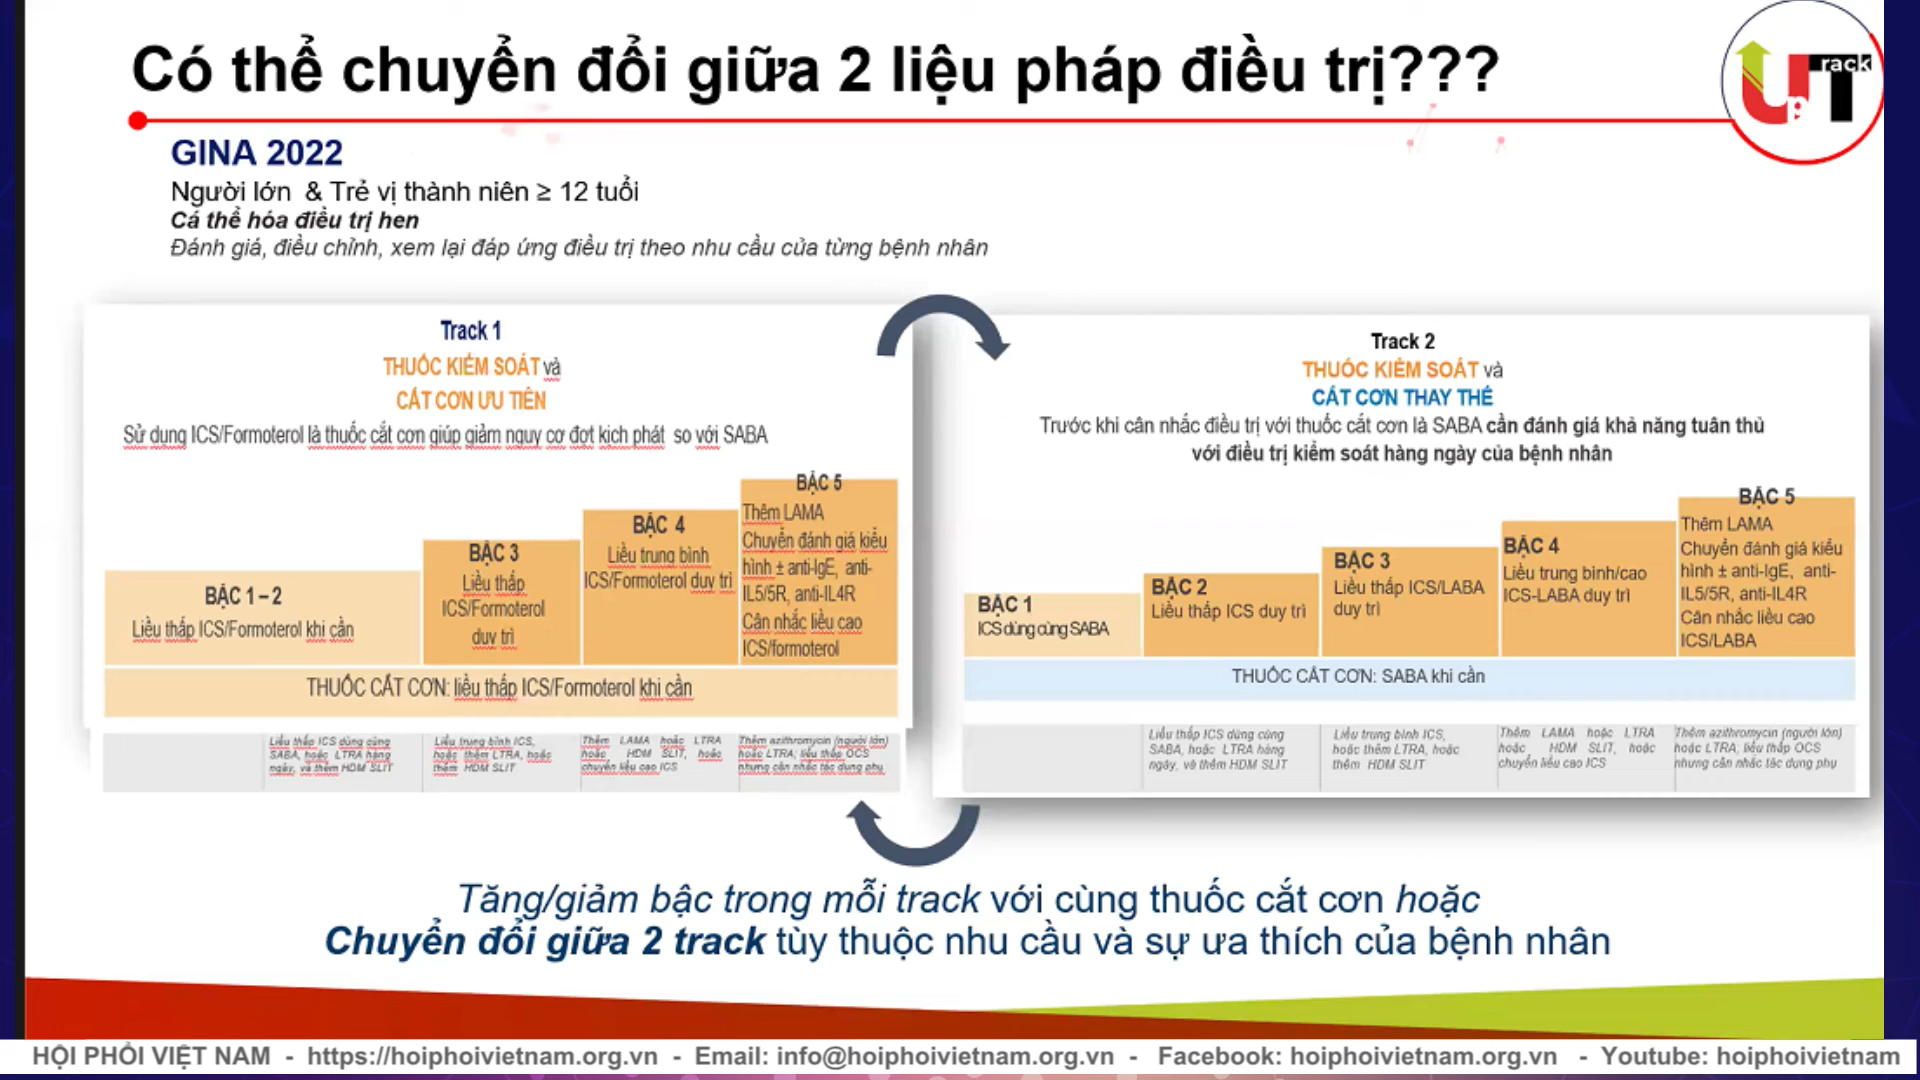 Có thể chuyển đổi giữa 2 liệu pháp điều trị???
UpTrack
GINA 2022
Người lớn & Trẻ vị thành niên ≥ 12 tuổi
Cá thể hóa điều trị hen
Đánh giá, điều chỉnh, xem lại đáp ứng điều trị theo nhu cầu của từng bệnh nhân
Track 1
THUỐC KIỂM SOÁT và
CẮT CƠN ƯU TIÊN
Sử dụng ICS/Formoterol là thuốc cắt cơn giúp giảm nguy cơ đợt kịch phát so với SABA
BẬC 1 – 2
Liều thấp ICS/Formoterol khi cần
BẬC 3
Liều thấp
ICS/Formoterol
duy trì
BẬC 4
Liều trung bình
ICS/Formoterol duy trì
BẬC 5
Thêm LAMA
Chuyển đánh giá kiểu
hình ± anti-IgE, anti-
IL5/5R, anti-IL4R
Cân nhắc liều cao
ICS/formoterol
THUỐC CẮT CƠN: liều thấp ICS/Formoterol khi cần
Liều thấp ICS dùng cùng
SABA, hoặc LTRA hàng
ngày, và thêm HDM SLIT
Liều trung bình ICS,
hoặc thêm LTRA, hoặc
thêm HDM SLIT
Thêm LAMA hoặc LTRA
hoặc HDM SLIT, hoặc
chuyển liều cao ICS
Thêm azithromycin (người lớn)
hoặc LTRA; liều thấp OCS
nhưng cân nhắc tác dụng phụ
Track 2
THUỐC KIỂM SOÁT và
CẮT CƠN THAY THẾ
Trước khi cân nhắc điều trị với thuốc cắt cơn là SABA cần đánh giá khả năng tuân thủ
với điều trị kiểm soát hàng ngày của bệnh nhân
BẬC 1
ICS dùng cùng SABA
BẬC 2
Liều thấp ICS duy trì
BẬC 3
Liều thấp ICS/LABA
duy trì
BẬC 4
Liều trung bình/cao
ICS-LABA duy trì
BẬC 5
Thêm LAMA
Chuyển đánh giá kiểu
hình ± anti-IgE, anti-
IL5/5R, anti-IL4R
Cân nhắc liều cao
ICS/LABA
THUỐC CẮT CƠN: SABA khi cần
Liều thấp ICS dùng cùng
SABA, hoặc LTRA hàng
ngày, và thêm HDM SLIT
Liều trung bình ICS,
hoặc thêm LTRA, hoặc
thêm HDM SLIT
Thêm LAMA hoặc LTRA
hoặc HDM SLIT, hoặc
chuyển liều cao ICS
Thêm azithromycin (người lớn)
hoặc LTRA; liều thấp OCS
nhưng cân nhắc tác dụng phụ
Tăng/giảm bậc trong mỗi track với cùng thuốc cắt cơn hoặc
Chuyển đổi giữa 2 track tùy thuộc nhu cầu và sự ưa thích của bệnh nhân
HỘI PHỔI VIỆT NAM - https://hoiphoivietnam.org.vn - Email: info@hoiphoivietnam.org.vn - Facebook: hoiphoivietnam.org.vn - Youtube: hoiphoivietnam